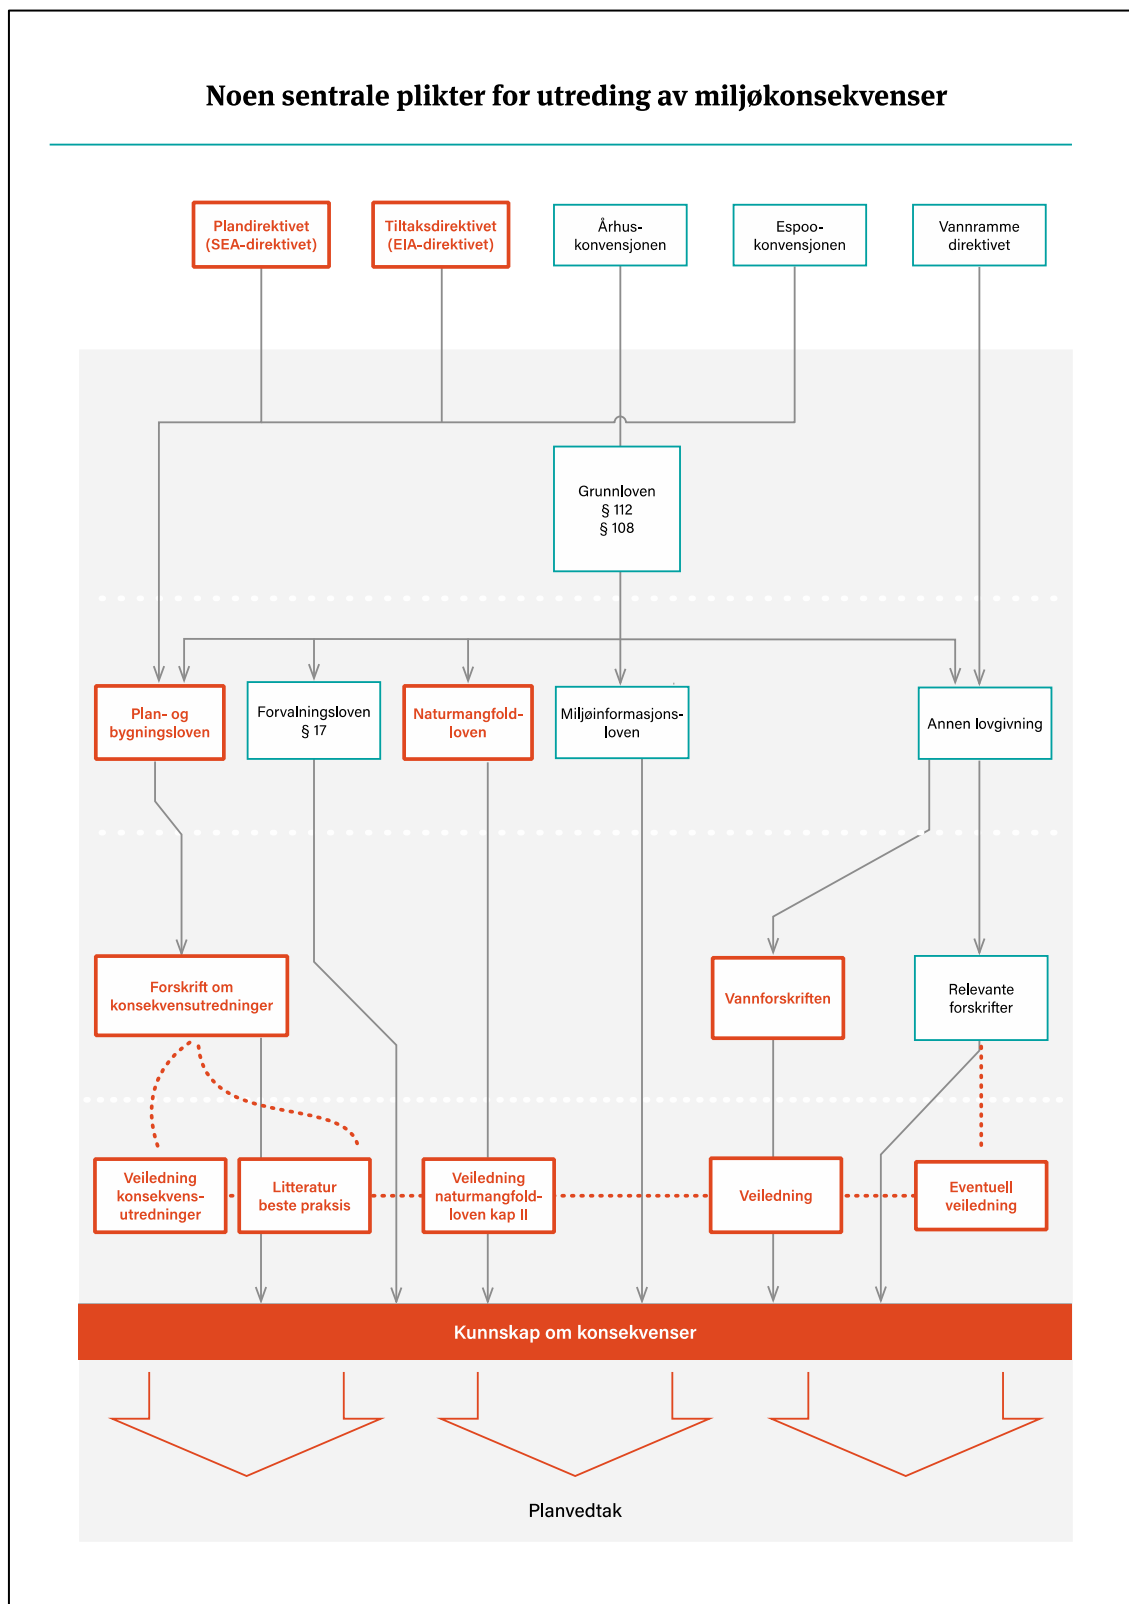 Noen sentrale plikter for utreding av miljøkonsekvenser
Plandirektivet
(SEA-direktivet)
Tiltaksdirektivet
(EIA-direktivet)
Århus-
konvensjonen
Espoo-
konvensjonen
Vannramme
direktivet
Grunnloven
§ 112
§ 108
Plan- og
bygningsloven
Forvalningsloven
§ 17
Naturmangfold-
loven
Miljøinformasjons-
loven
Annen lovgivning
Forskrift om
konsekvensutredninger
Vannforskriften
Relevante
forskrifter
Veiledning
konsekvens-
utredninger
Litteratur
beste praksis
Veiledning
naturmangfold-
loven kap II
Veiledning
Eventuell
veiledning
Kunnskap om konsekvenser
Planvedtak